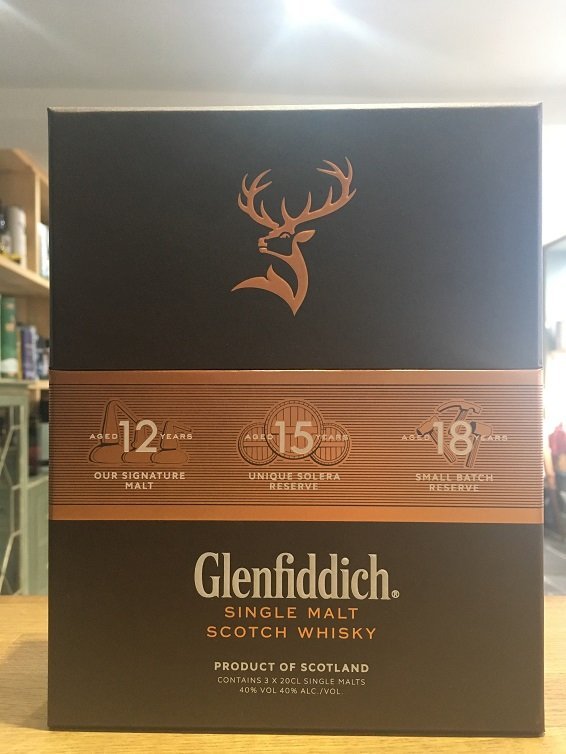 AGED 12 YEARS
OUR SIGNATURE
MALT
AGED 15 YEARS
UNIQUE SOLERA
RESERVE
AGED 18 YEARS
SMALL BATCH
RESERVE
Glenfiddich®
SINGLE MALT
SCOTCH WHISKY
PRODUCT OF SCOTLAND
CONTAINS 3 X 20CL SINGLE MALTS
40% VOL 40% ALC./VOL.